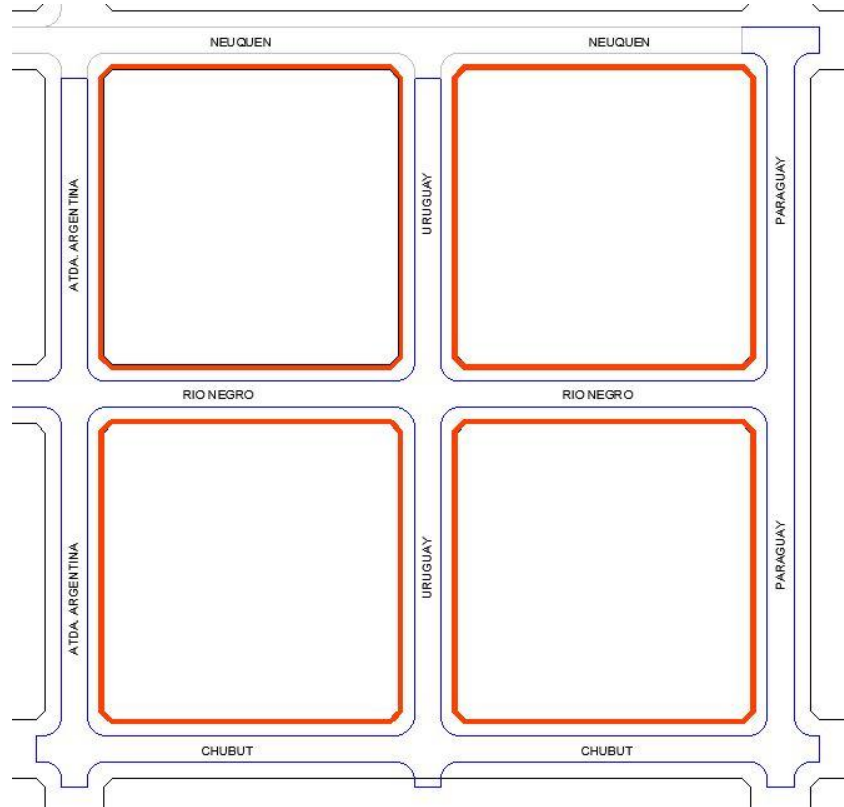 NEUQUEN
NEUQUEN
ATDA. ARGENTINA
URUGUAY
PARAGUAY
RIO NEGRO
RIO NEGRO
ATDA. ARGENTINA
URUGUAY
PARAGUAY
CHUBUT
CHUBUT